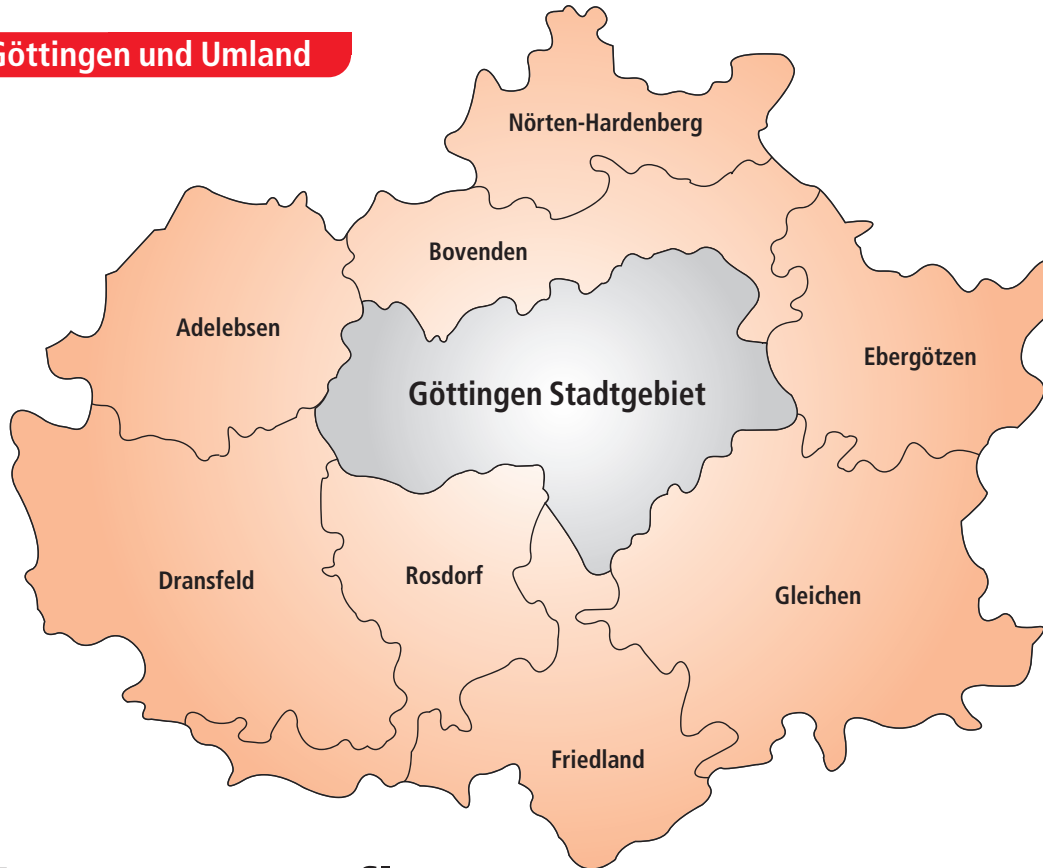 Göttingen und Umland
Nörten-Hardenberg
Bovenden
Adelebsen
Ebergötzen
Göttingen Stadtgebiet
Dransfeld
Rosdorf
Gleichen
Friedland